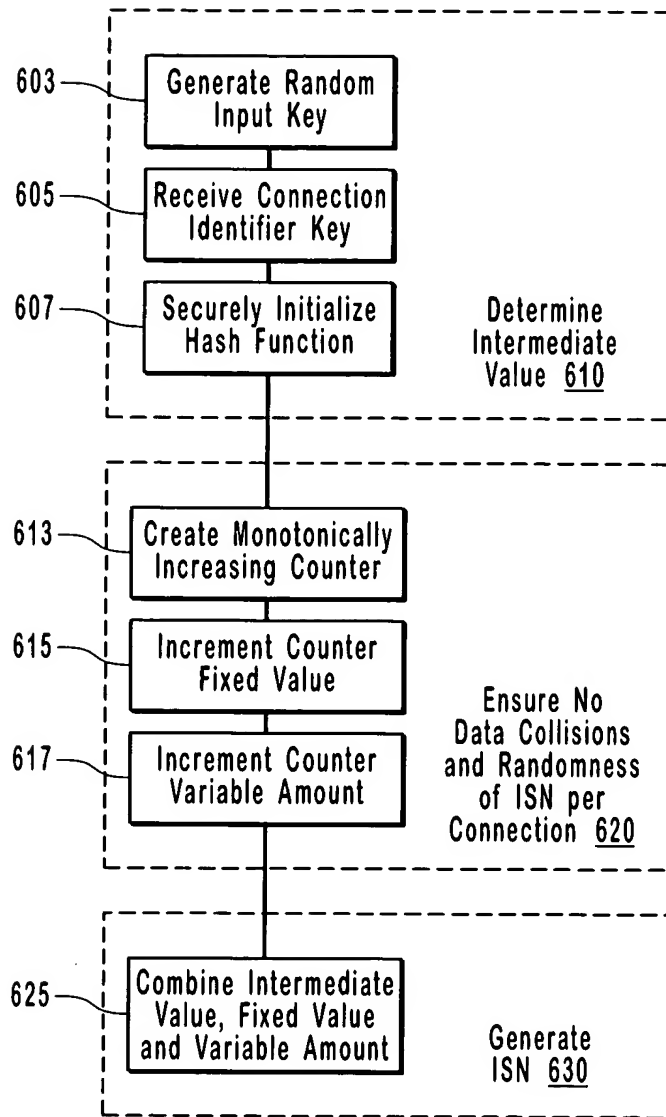 603
Generate Random
Input Key
605
Receive Connection
Identifier Key
607
Securely Initialize
Hash Function
Determine
Intermediate
Value 610
613
Create Monotonically
Increasing Counter
615
Increment Counter
Fixed Value
617
Increment Counter
Variable Amount
Ensure No
Data Collisions
and Randomness
of ISN per
Connection 620
625
Combine Intermediate
Value, Fixed Value
and Variable Amount
Generate
ISN 630